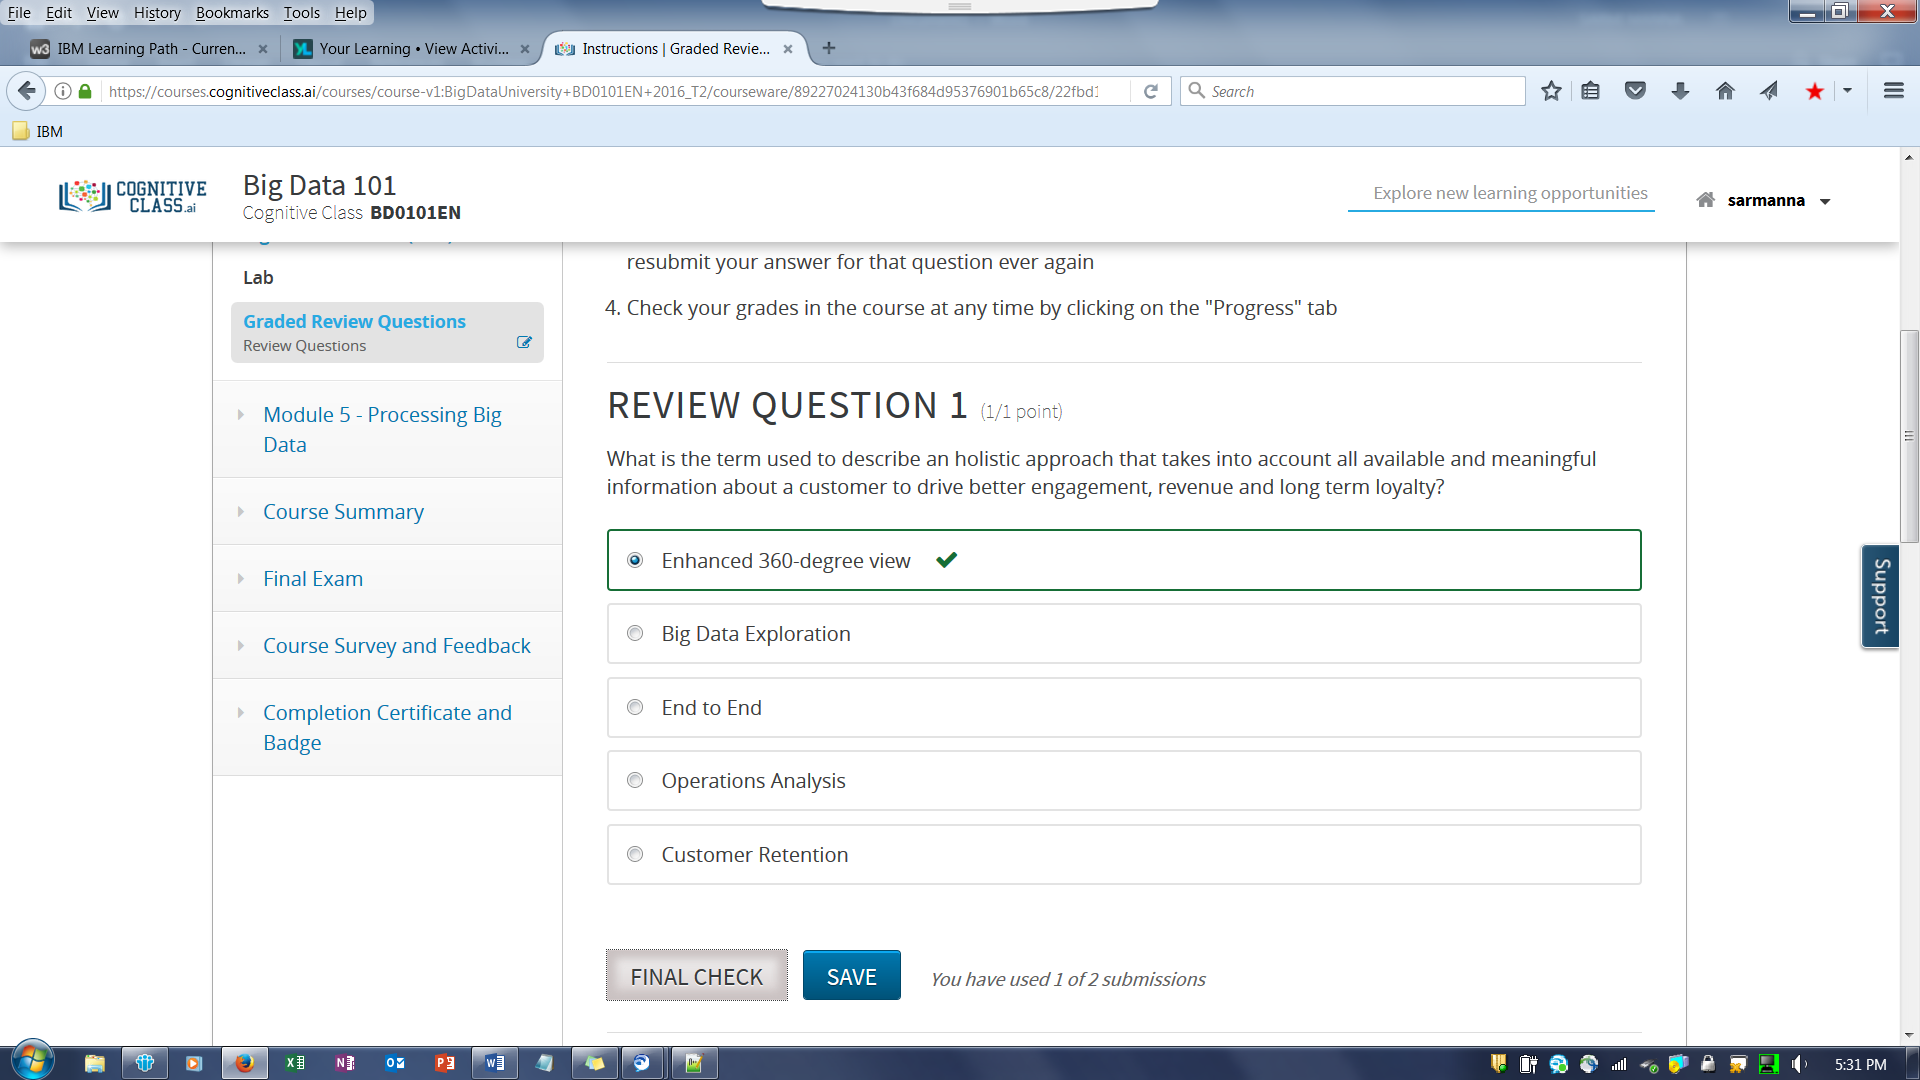 File Edit View History Bookmarks Tools Help
w3 IBM Learning Path - Curren... YL Your Learning • View Activi... Instructions | Graded Revie...
https://courses.cognitiveclass.ai/courses/course-v1:BigDataUniversity+BD0101EN+2016_T2/courseware/89227024130b43f684d95376901b65c8/22fbd1 Search
IBM
COGNITIVE CLASS.ai
Big Data 101
Cognitive Class BD0101EN
Explore new learning opportunities
sarmanna
Lab
Graded Review Questions
Review Questions
Module 5 - Processing Big
Data
Course Summary
Final Exam
Course Survey and Feedback
Completion Certificate and
Badge
resubmit your answer for that question ever again
4. Check your grades in the course at any time by clicking on the "Progress" tab
REVIEW QUESTION 1 (1/1 point)
What is the term used to describe an holistic approach that takes into account all available and meaningful
information about a customer to drive better engagement, revenue and long term loyalty?
Enhanced 360-degree view
Big Data Exploration
End to End
Operations Analysis
Customer Retention
FINAL CHECK SAVE You have used 1 of 2 submissions
Support
5:31 PM